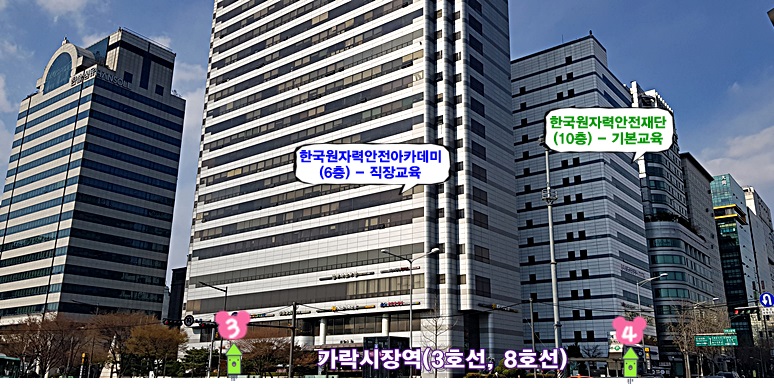 한국원자력안전아카데미
(6층) - 직장교육
한국원자력안전재단
(10층) - 기본교육
3
4
가락시장역(3호선, 8호선)